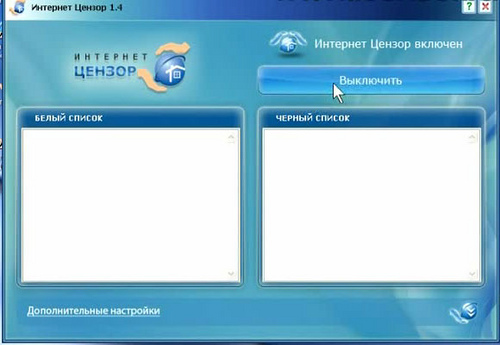 Интернет Цензор 1.4
ИНТЕРНЕТ
ЦЕНЗОР
Интернет Цензор включен
Выключить
БЕЛЫЙ СПИСОК
ЧЕРНЫЙ СПИСОК
Дополнительные настройки